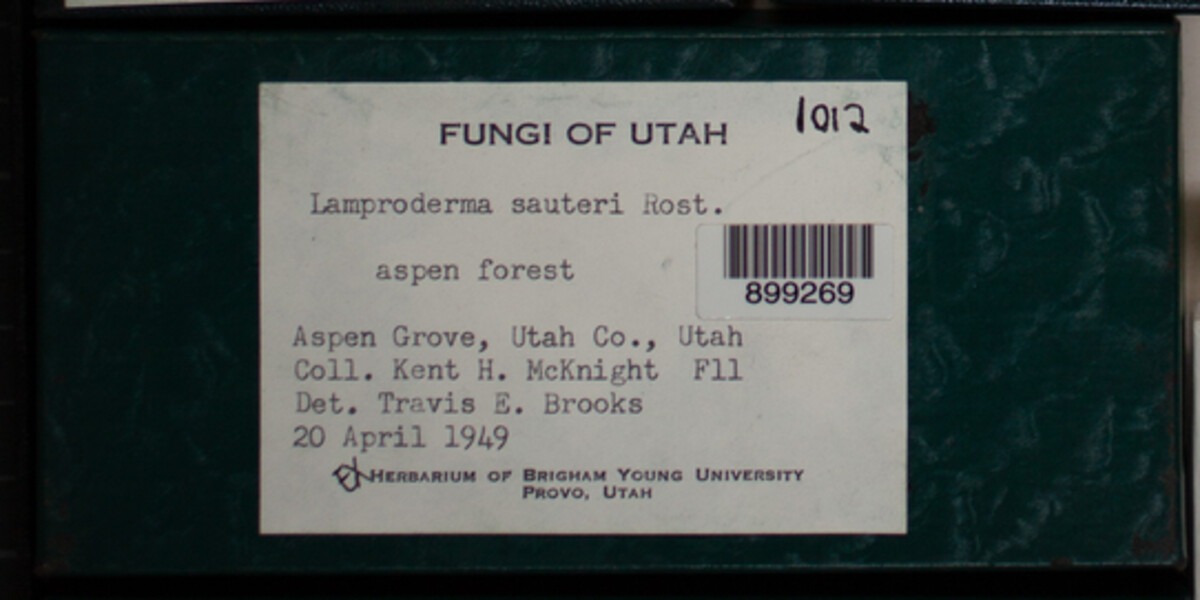 1012
FUNGI OF UTAH
Lamproderma sauteri Rost.
899269
aspen forest
Aspen Grove, Utah Co., Utah
Coll. Kent H. McKnight F11
Det. Travis E. Brooks
20 April 1949
HERBARIUM OF BRIGHAM YOUNG UNIVERSITY
PROVO, UTAH